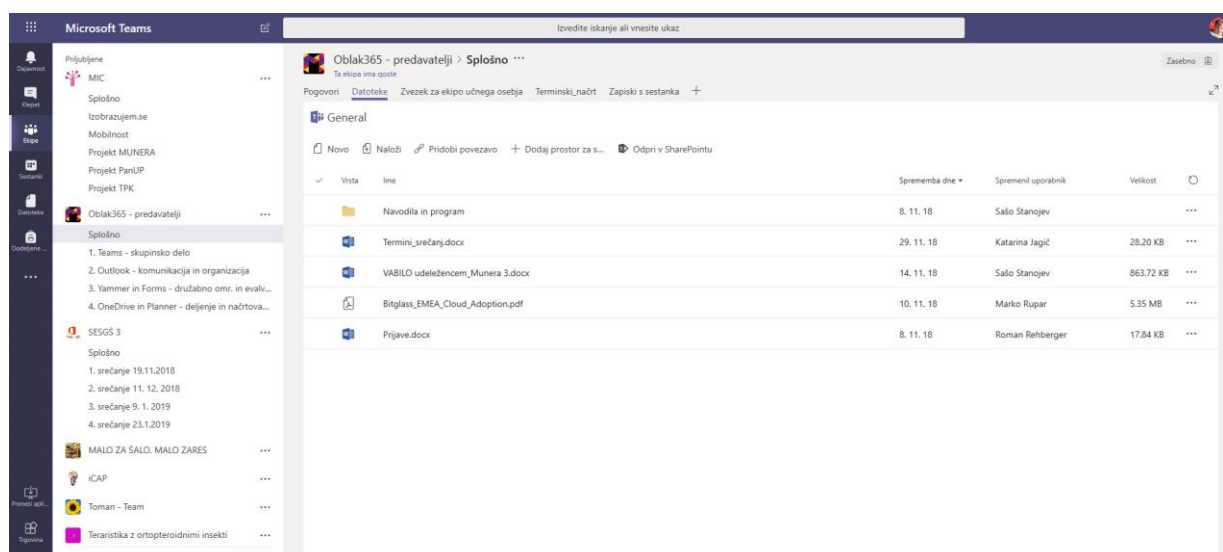 Microsoft Teams
Izvedite iskanje ali vnesite ukaz
Dejavnost
Klepet
Ekipe
Sestanki
Datoteke
Dodeljene ...
Prenesi apli...
Trgovina
Priljubljene
MIC
Splošno
Izobrazujem.se
Mobilnost
Projekt MUNERA
Projekt PanUP
Projekt TPK
Oblak365 - predavatelji
Splošno
1. Teams - skupinsko delo
2. Outlook - komunikacija in organizacija
3. Yammer in Forms - družabno omr. in evalv...
4. OneDrive in Planner - deljenje in načrtova...
SESGŠ 3
Splošno
1. srečanje 19.11.2018
2. srečanje 11. 12. 2018
3. srečanje 9. 1. 2019
4. srečanje 23.1.2019
MALO ZA ŠALO, MALO ZARES
iCAP
Toman - Team
Teraristika z ortopteroidnimi insekti
Oblak365 - predavatelji > Splošno ...
Ta ekipa ima goste
Zasebno
Pogovori Datoteke Zvezek za ekipo učnega osebja Terminski_načrt Zapiski s sestanka +
General
Novo Naloži Pridobi povezavo + Dodaj prostor za s... Odpri v SharePointu
Vrsta Ime Sprememba dne Spremenil uporabnik Velikost
Navodila in program 8. 11. 18 Sašo Stanojev
Termini_srečanj.docx 29. 11. 18 Katarina Jagič 28.20 KB
VABILO udeležencem_Munera 3.docx 14. 11. 18 Sašo Stanojev 863.72 KB
Bitglass_EMEA_Cloud_Adoption.pdf 10. 11. 18 Marko Rupar 5.35 MB
Prijave.docx 8. 11. 18 Roman Rehberger 17.84 KB